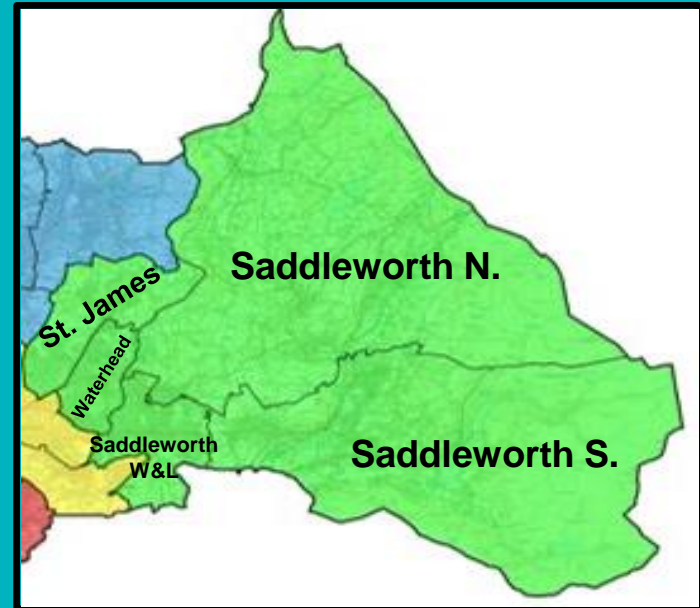 Saddleworth N.
St. James
Waterhead
Saddleworth
W&L
Saddleworth S.